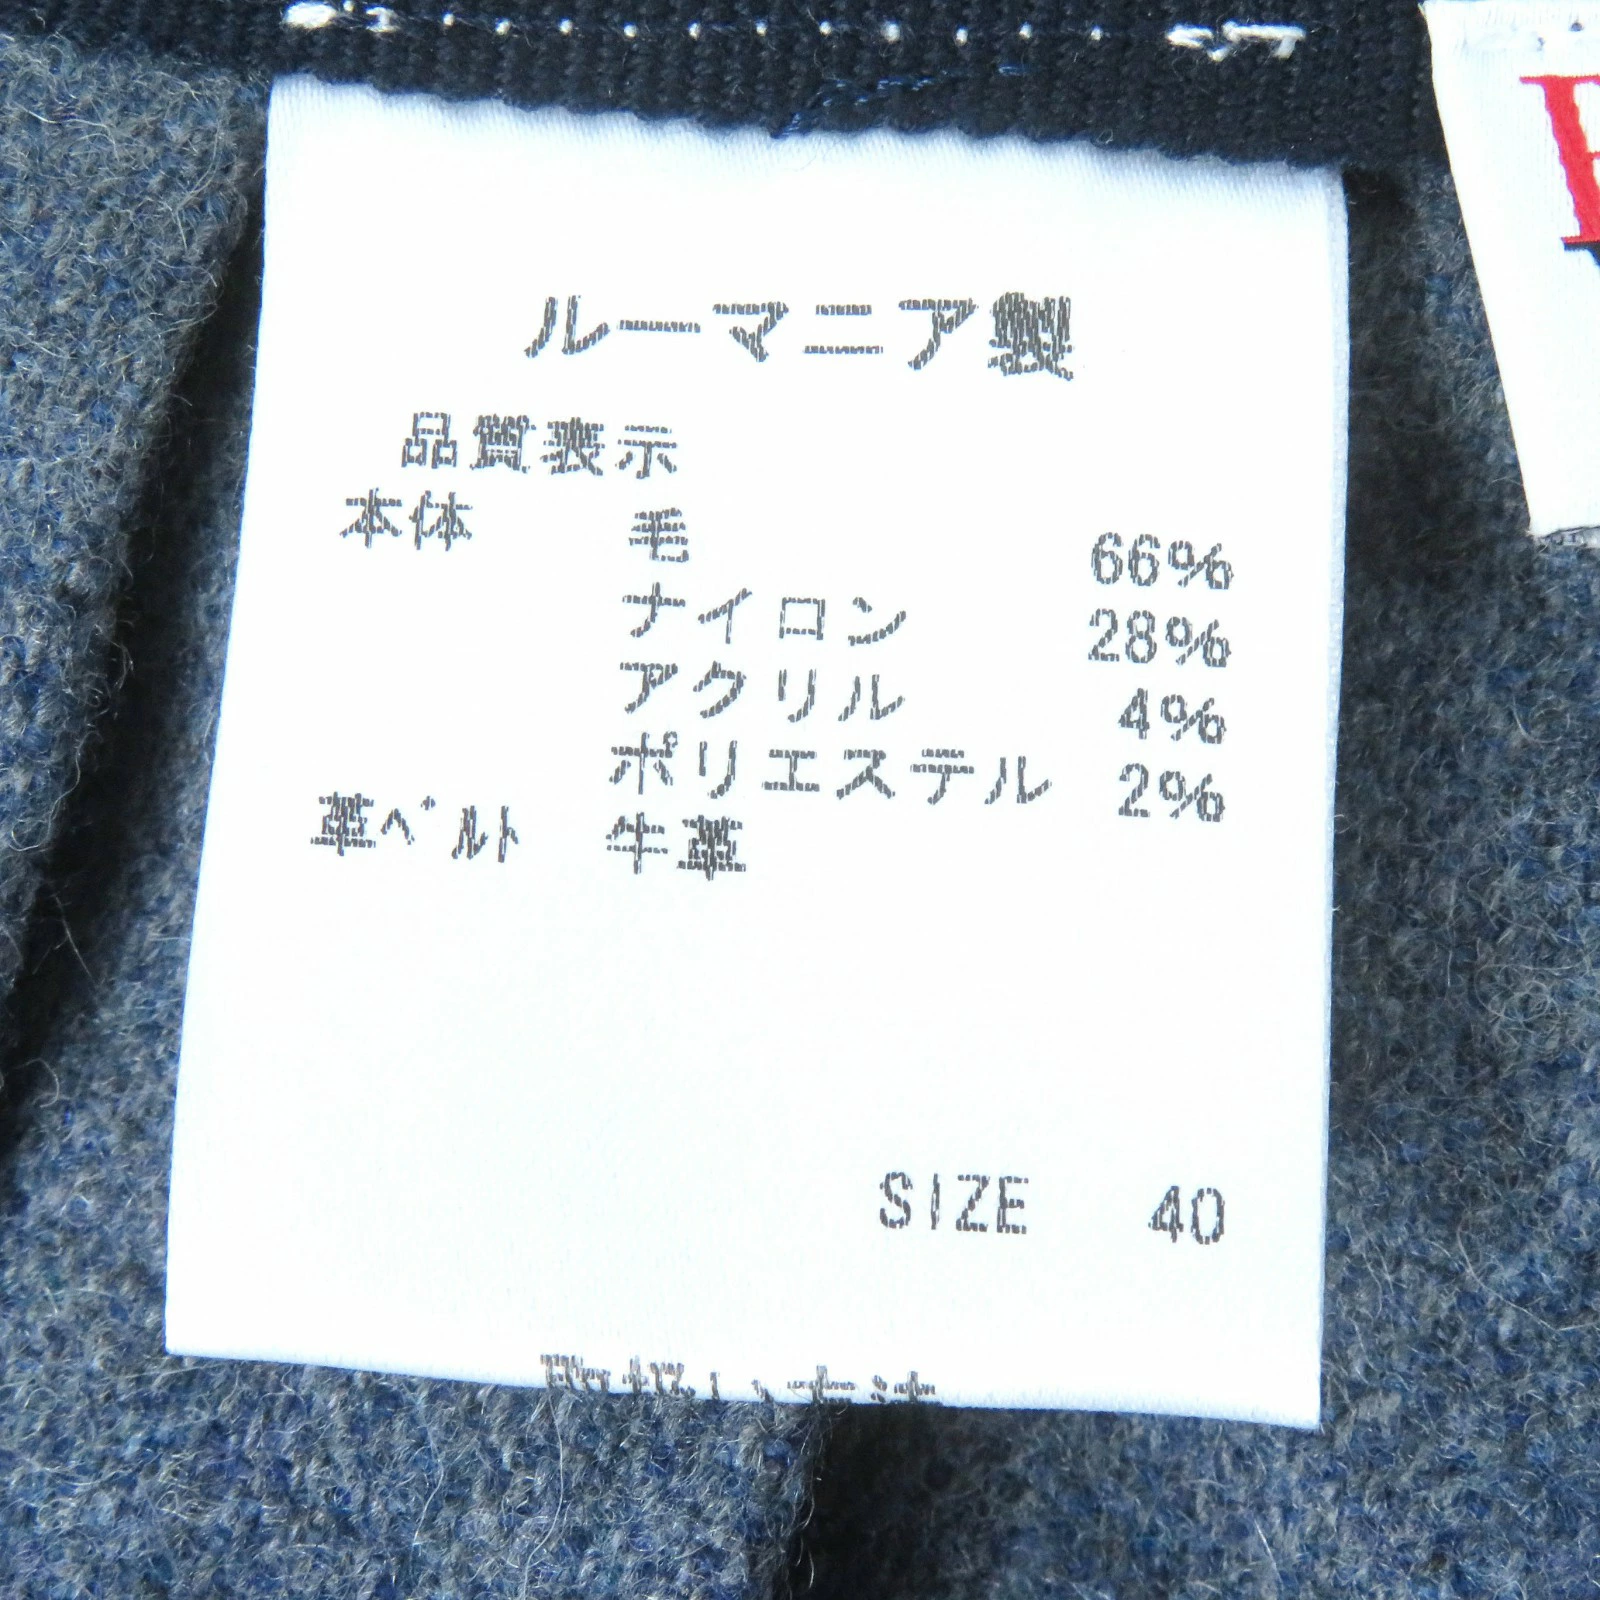 ルーマニア製
品質表示
本体 毛 66%
ナイロン 28%
アクリル 4%
ポリエステル 2%
革ﾍﾞﾙﾄ 牛革
SIZE 40